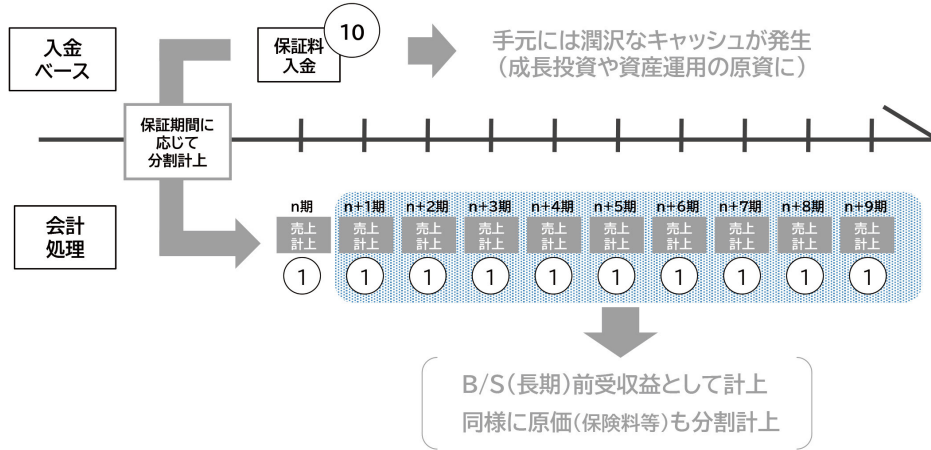 入金
ベース
保証料
入金
10
手元には潤沢なキャッシュが発生
(成長投資や資産運用の原資に)
保証期間に
応じて
分割計上
会計
処理
n期 n+1期 n+2期 n+3期 n+4期 n+5期 n+6期 n+7期 n+8期 n+9期
売上 売上 売上 売上 売上 売上 売上 売上 売上 売上
計上 計上 計上 計上 計上 計上 計上 計上 計上 計上
1 1 1 1 1 1 1 1 1 1
B/S(長期)前受収益として計上
同様に原価(保険料等)も分割計上